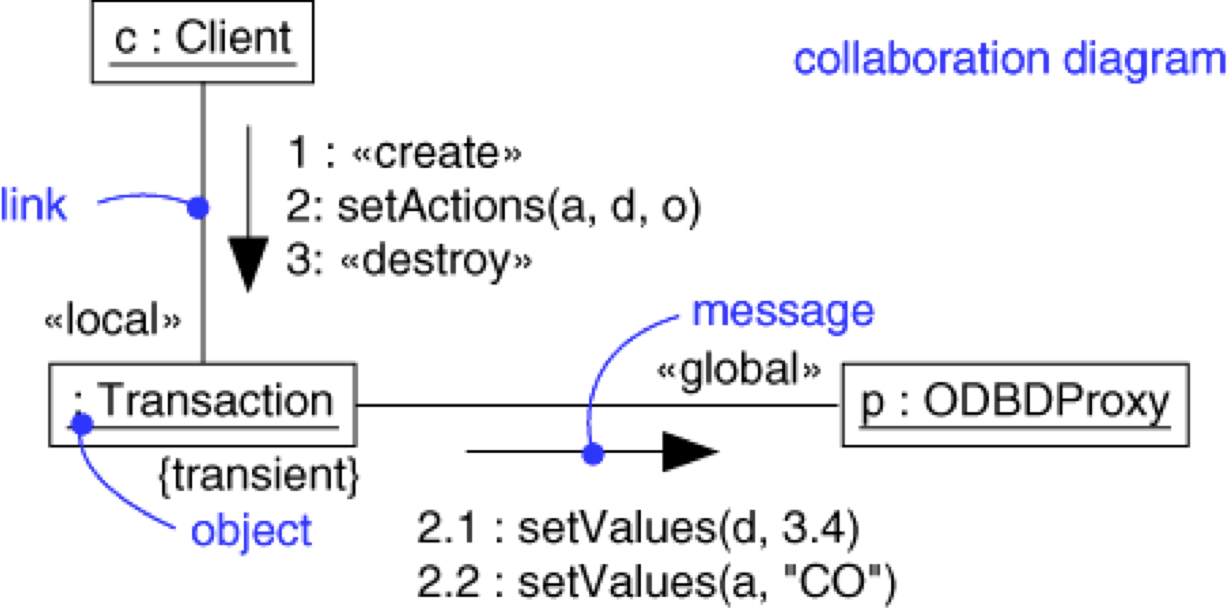 c : Client
collaboration diagram
1 : «create»
link
2: setActions(a, d, o)
3: «destroy»
«local»
message
«global»
: Transaction
p : ODBDProxy
{transient}
object
2.1 : setValues(d, 3.4)
2.2 : setValues(a, "CO")